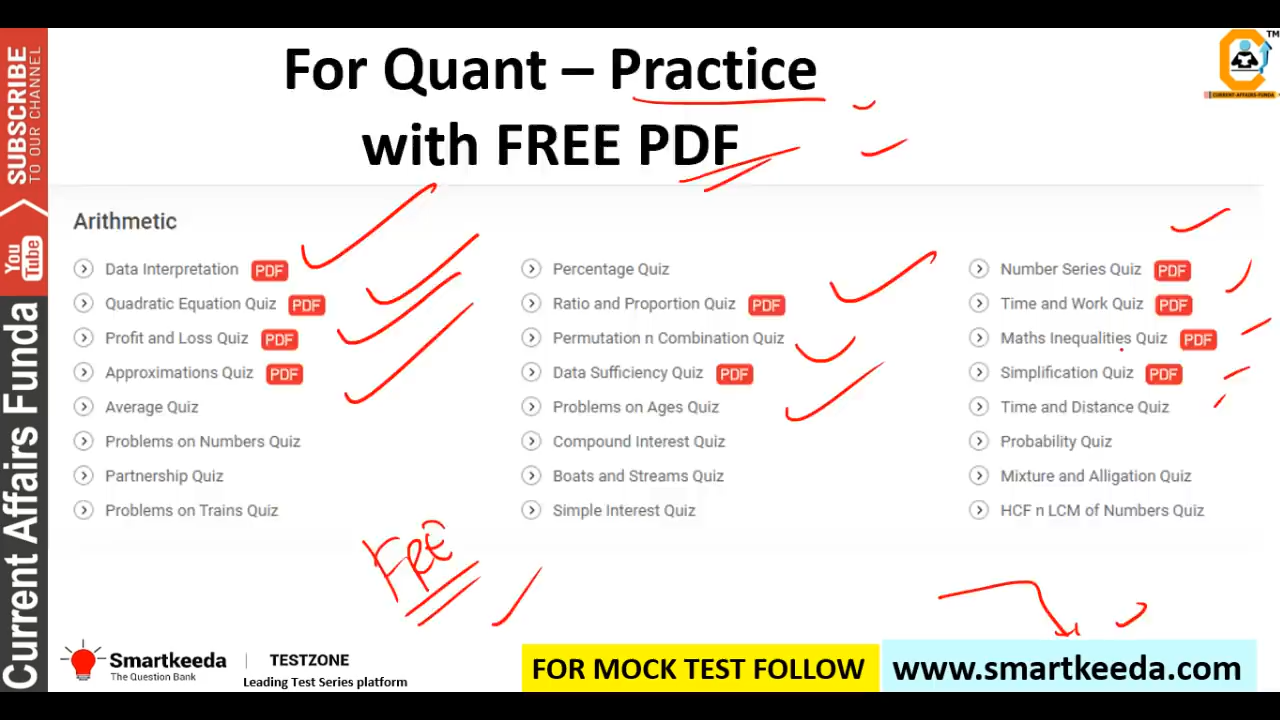 For Quant – Practice
with FREE PDF
TM
CURRENT-AFFAIRS-FUNDA
SUBSCRIBE
TO OUR CHANNEL
You
Tube
Current Affairs Funda
Arithmetic
Data Interpretation PDF
Quadratic Equation Quiz PDF
Profit and Loss Quiz PDF
Approximations Quiz PDF
Average Quiz
Problems on Numbers Quiz
Partnership Quiz
Problems on Trains Quiz
Percentage Quiz
Ratio and Proportion Quiz PDF
Permutation n Combination Quiz
Data Sufficiency Quiz PDF
Problems on Ages Quiz
Compound Interest Quiz
Boats and Streams Quiz
Simple Interest Quiz
Number Series Quiz PDF
Time and Work Quiz PDF
Maths Inequalities Quiz PDF
Simplification Quiz PDF
Time and Distance Quiz
Probability Quiz
Mixture and Alligation Quiz
HCF n LCM of Numbers Quiz
FREE
Smartkeeda
The Question Bank
TESTZONE
Leading Test Series platform
FOR MOCK TEST FOLLOW
www.smartkeeda.com